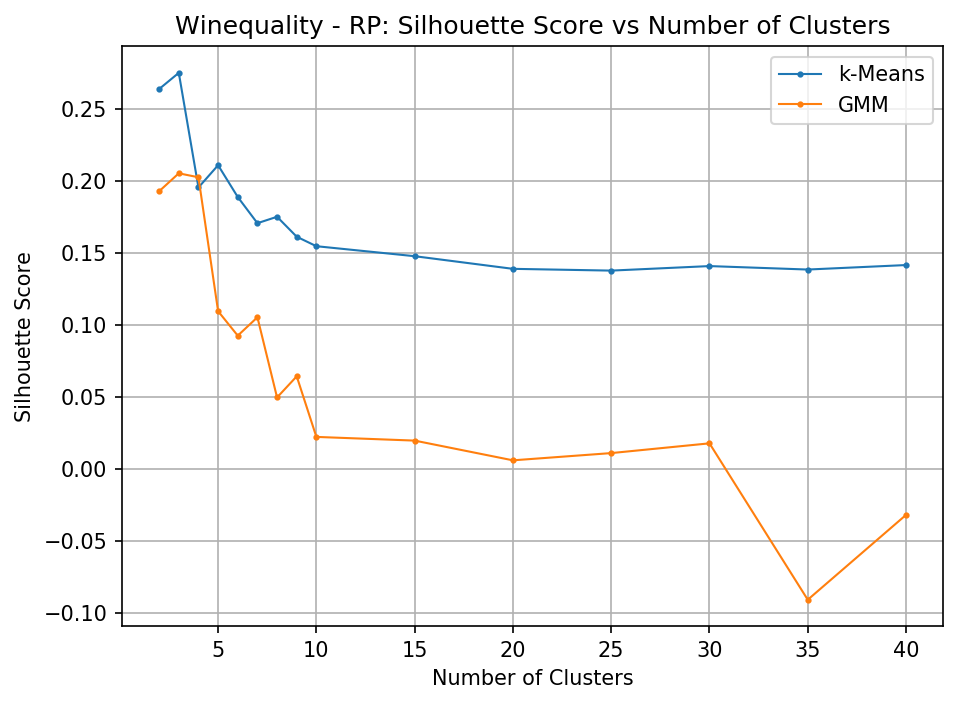 Winequality - RP: Silhouette Score vs Number of Clusters
k-Means
GMM
Silhouette Score
0.25
0.20
0.15
0.10
0.05
0.00
−0.05
−0.10
5 10 15 20 25 30 35 40
Number of Clusters